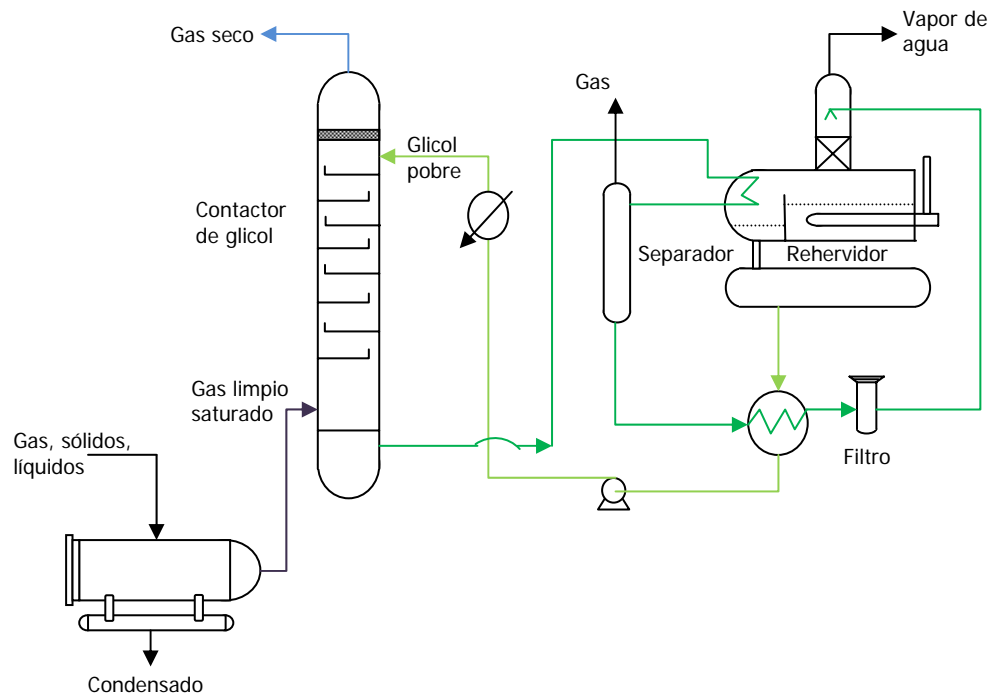 Vapor de
agua
Gas seco
Gas
Glicol
pobre
Contactor
de glicol
Separador
Rehervidor
Gas limpio
saturado
Gas, sólidos,
líquidos
Filtro
Condensado